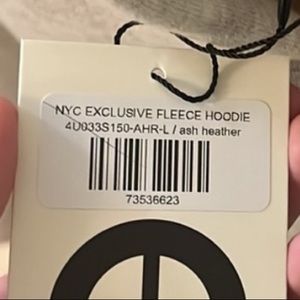 NYC EXCLUSIVE FLEECE HOODIE
4U033S150-AHR-L / ash heather
73536623